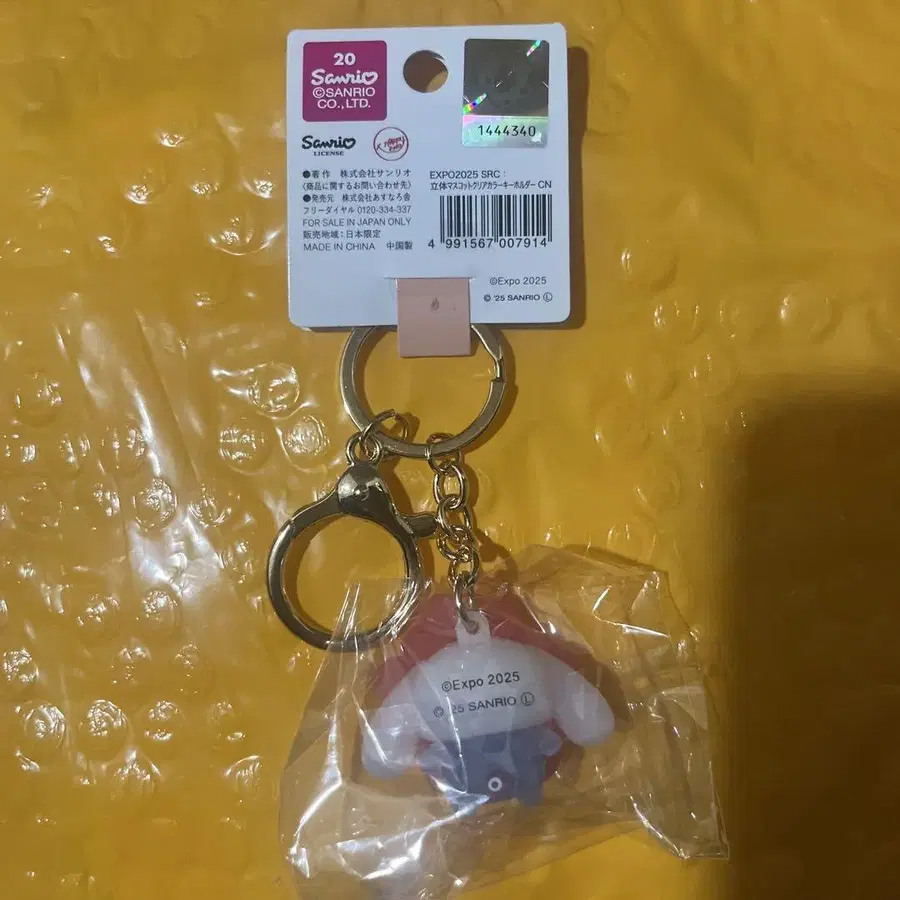 20
Sanrio
©SANRIO
CO.,LTD.
1444340
Sanrio
LICENSE
●著作 株式会社サンリオ
〈商品に関するお問い合わせ先〉
●発売元 株式会社あすなろ舎
フリーダイヤル 0120-334-337
FOR SALE IN JAPAN ONLY
販売地域:日本限定
MADE IN CHINA 中国製
EXPO2025 SRC:
立体マスコットクリアカラーキーホルダー CN
4 991567 007914
©Expo 2025
© '25 SANRIO Ⓛ
©Expo 2025
© '25 SANRIO Ⓛ